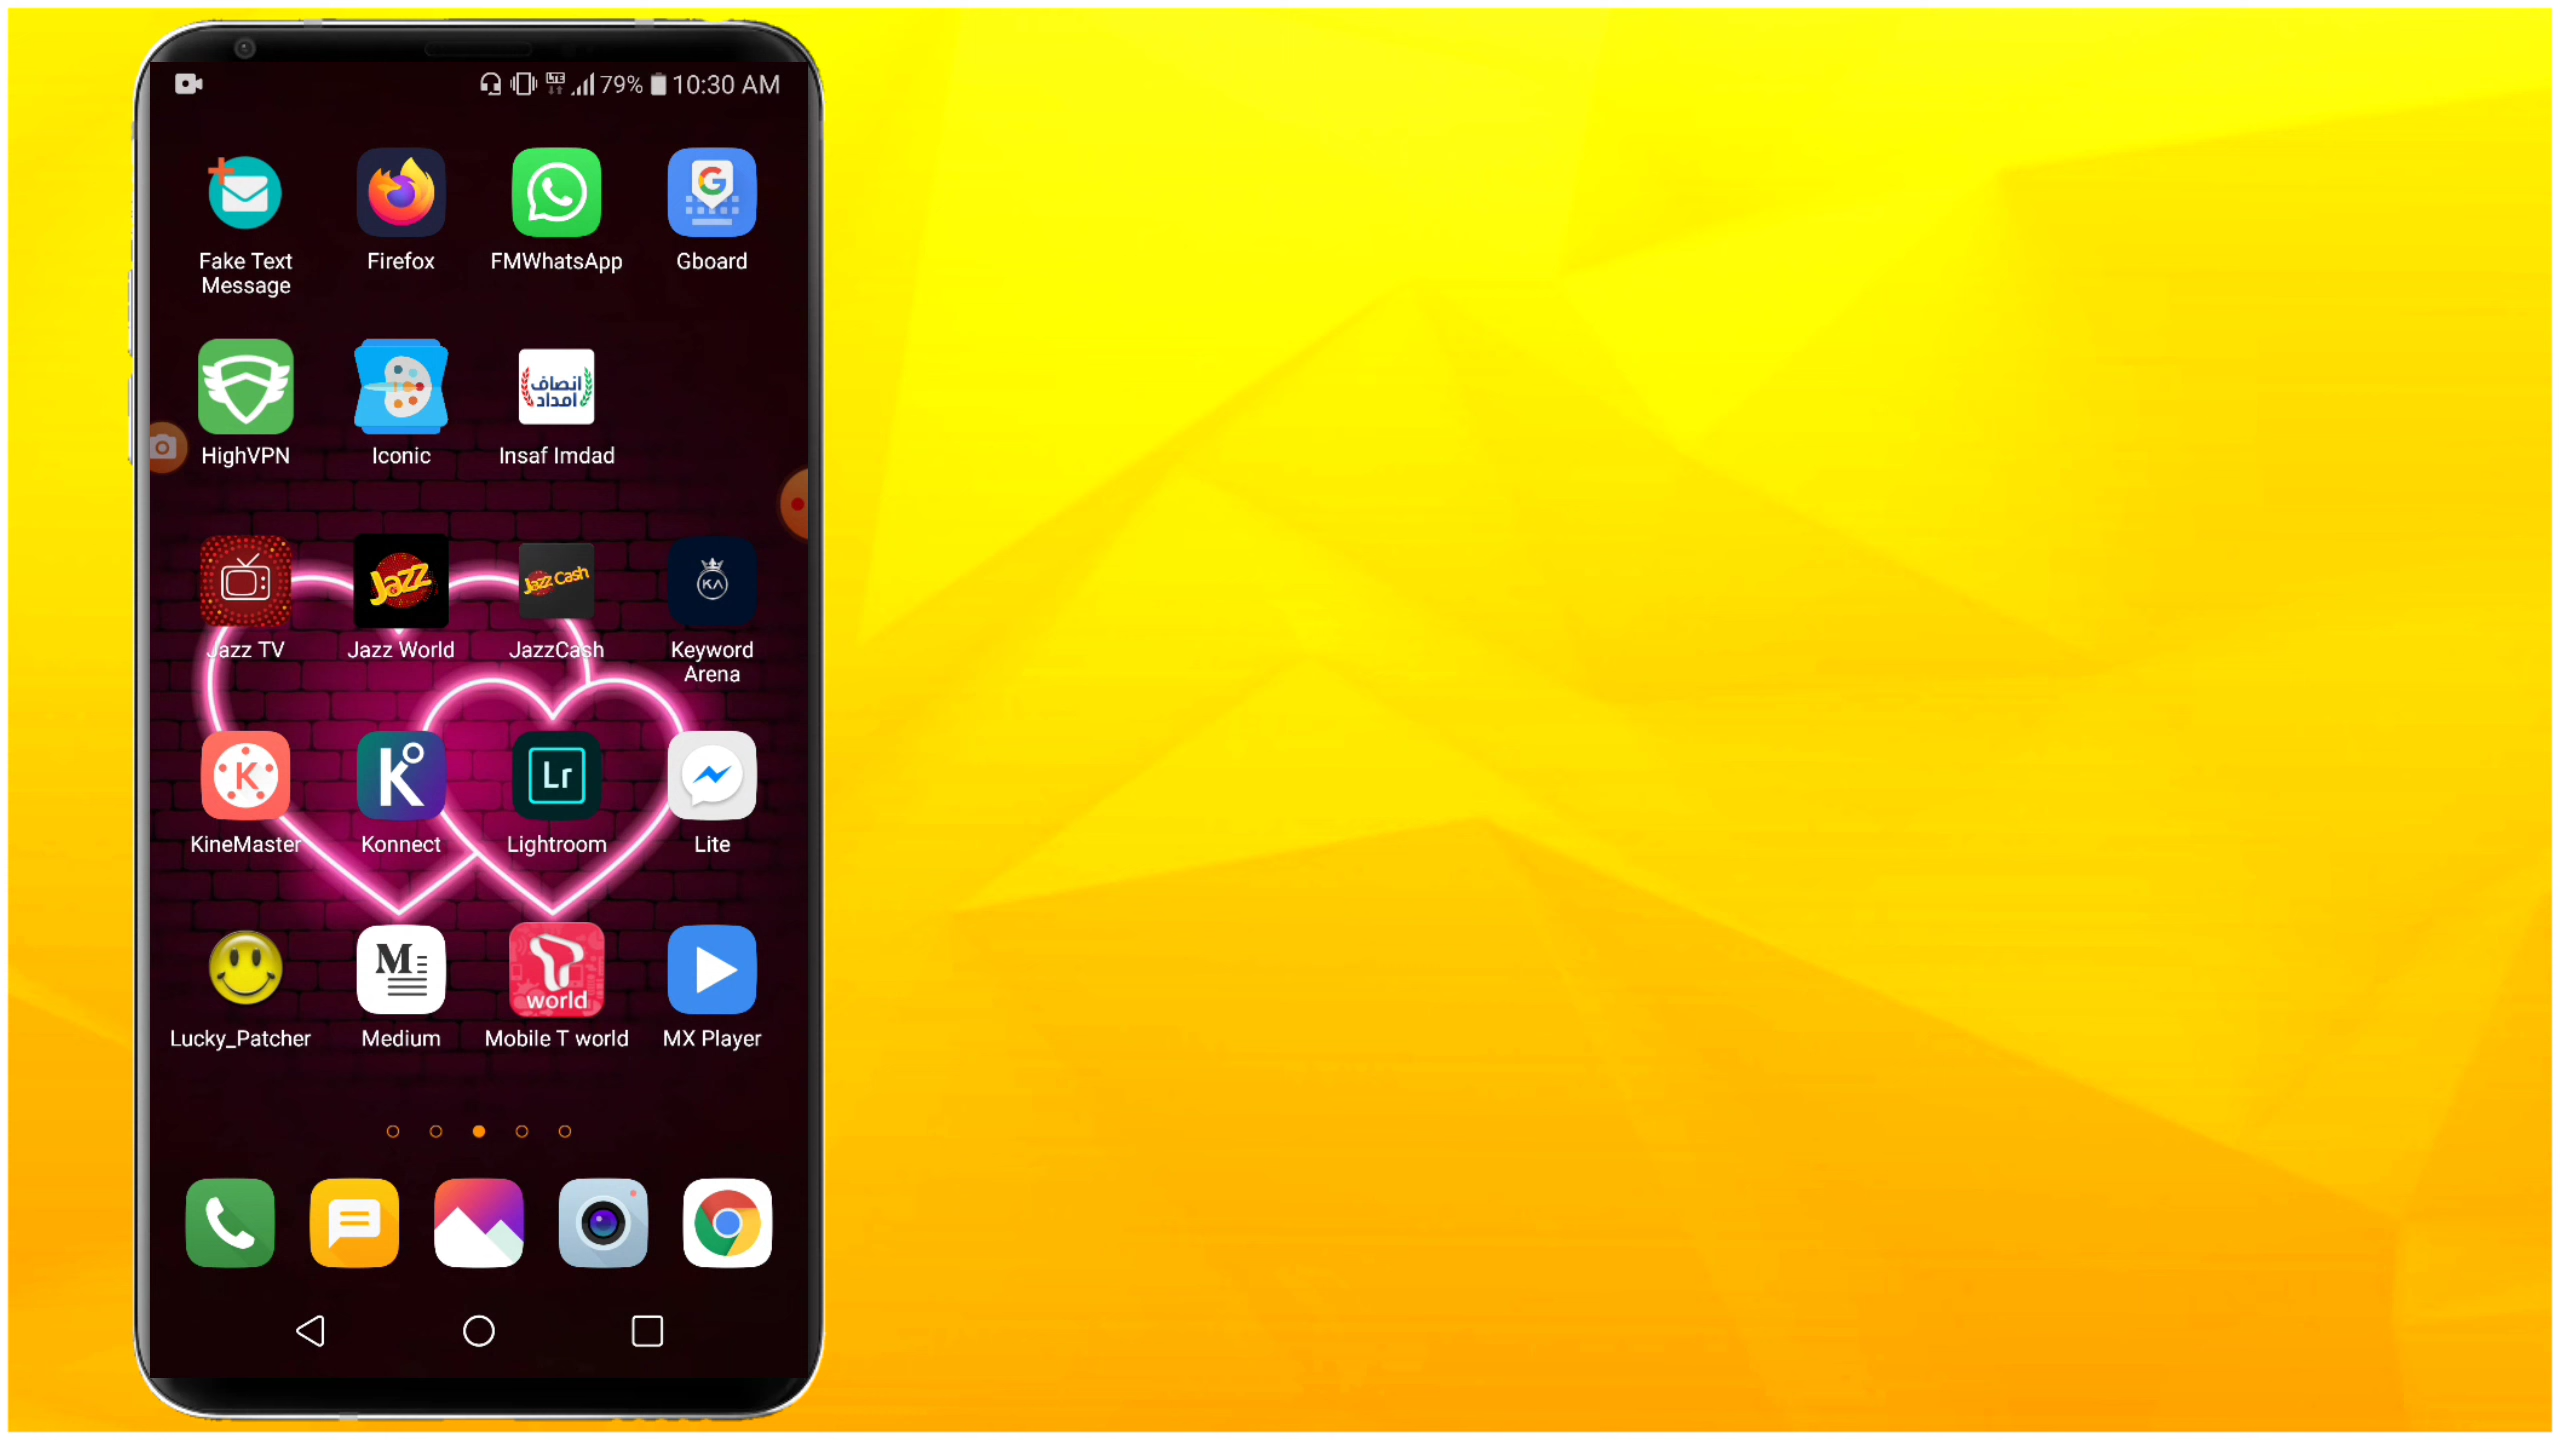 LTE 79% 10:30 AM
Fake Text Message
Firefox
FMWhatsApp
G
Gboard
HighVPN
Iconic
انصاف
امداد
Insaf Imdad
Jazz TV
Jazz
Jazz World
Jazz Cash
JazzCash
KA
Keyword Arena
K
KineMaster
K
Konnect
Lr
Lightroom
Lite
Lucky_Patcher
M
Medium
T
world
Mobile T world
MX Player